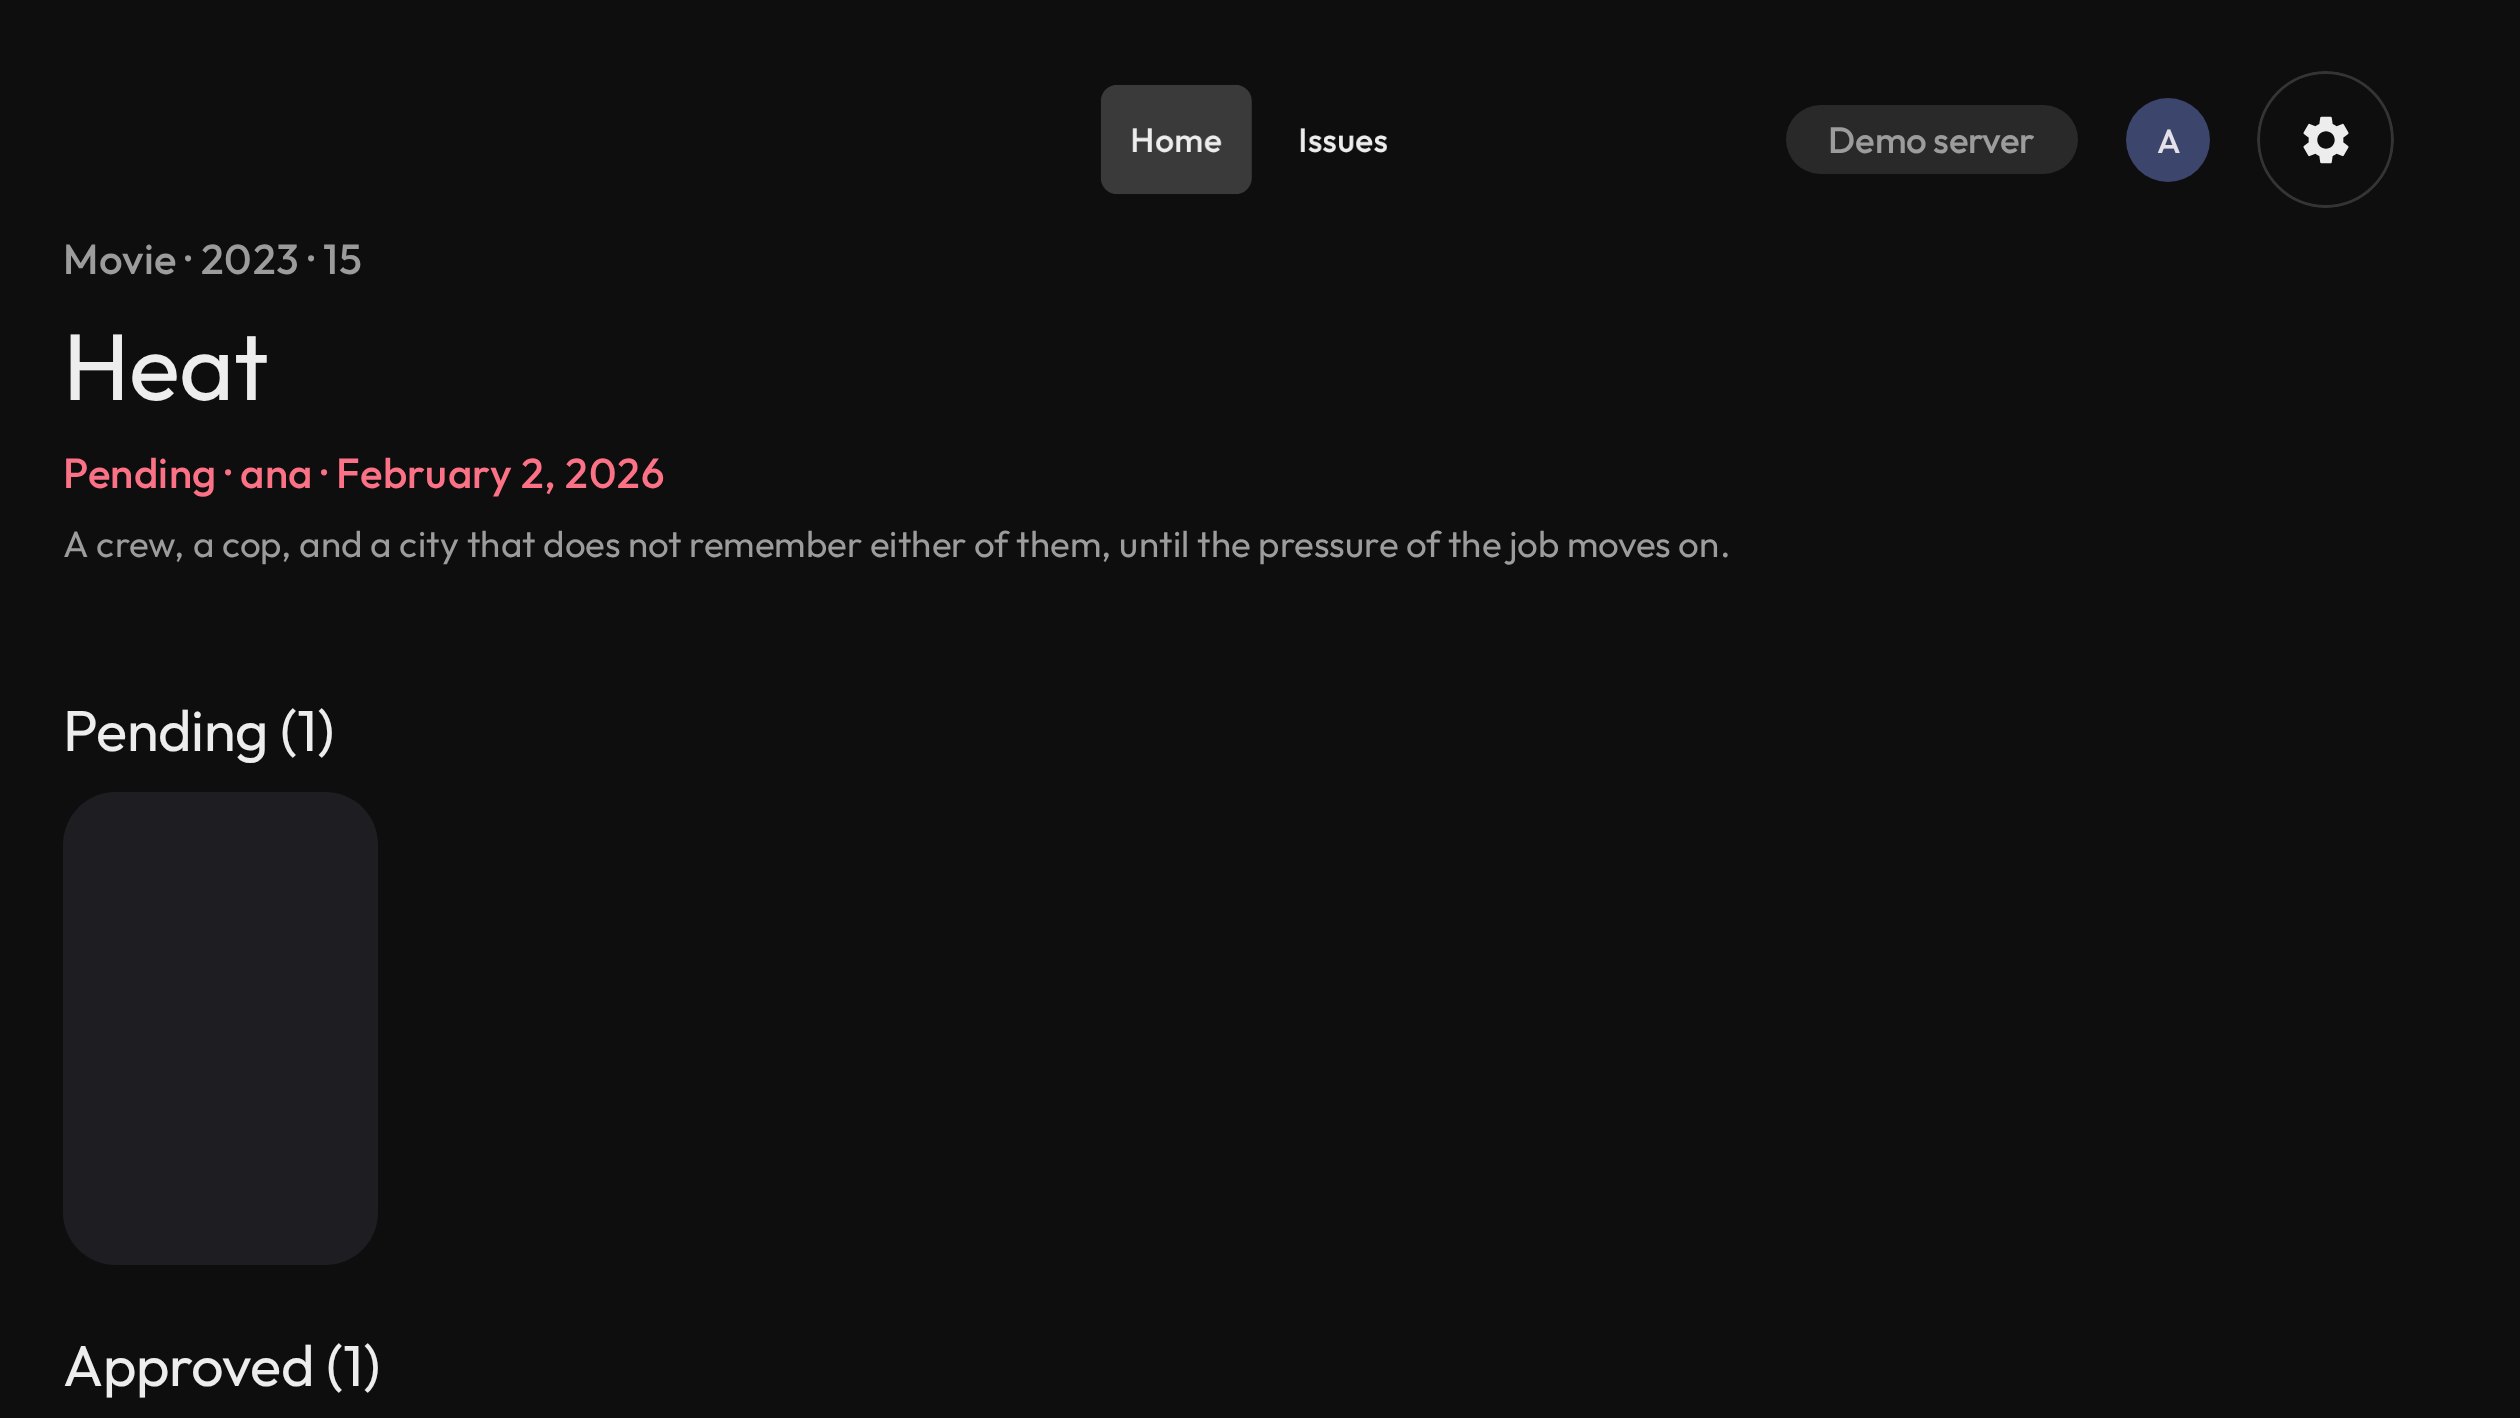 Home
Issues
Demo server
A
Movie · 2023 · 15
Heat
Pending · ana · February 2, 2026
A crew, a cop, and a city that does not remember either of them, until the pressure of the job moves on.
Pending (1)
Approved (1)